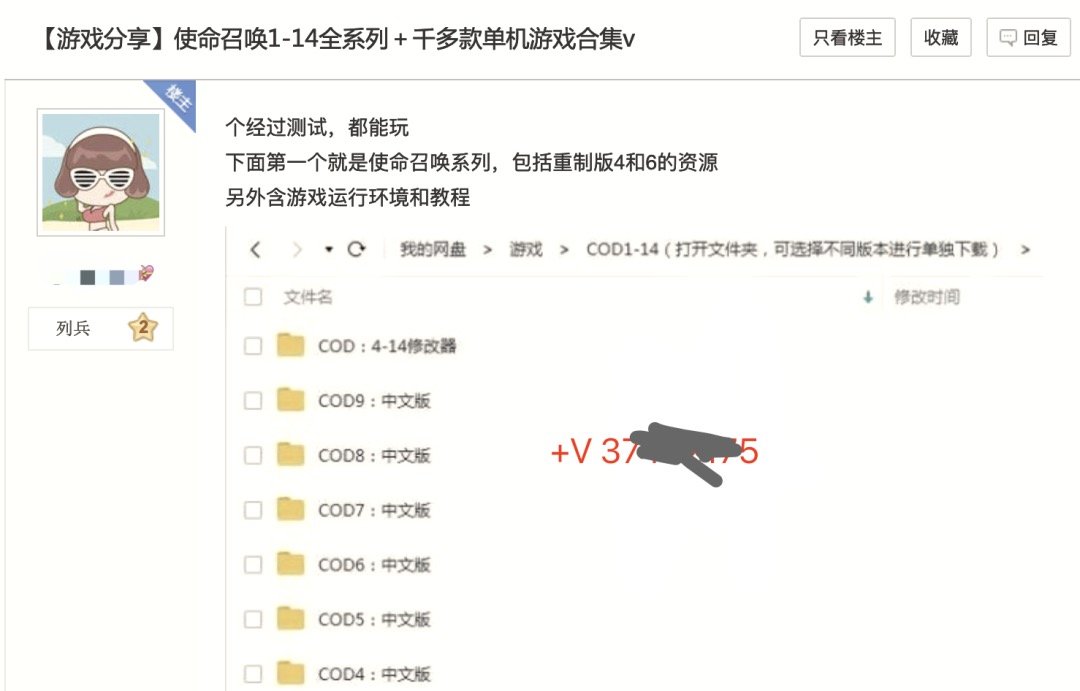 【游戏分享】使命召唤1-14全系列＋千多款单机游戏合集v
只看楼主 收藏 回复
楼主
个经过测试，都能玩
下面第一个就是使命召唤系列，包括重制版4和6的资源
另外含游戏运行环境和教程
列兵 2
我的网盘 > 游戏 > COD1-14（打开文件夹，可选择不同版本进行单独下载） >
文件名 修改时间
COD：4-14修改器
COD9：中文版
COD8：中文版
+V 37 75
COD7：中文版
COD6：中文版
COD5：中文版
COD4：中文版